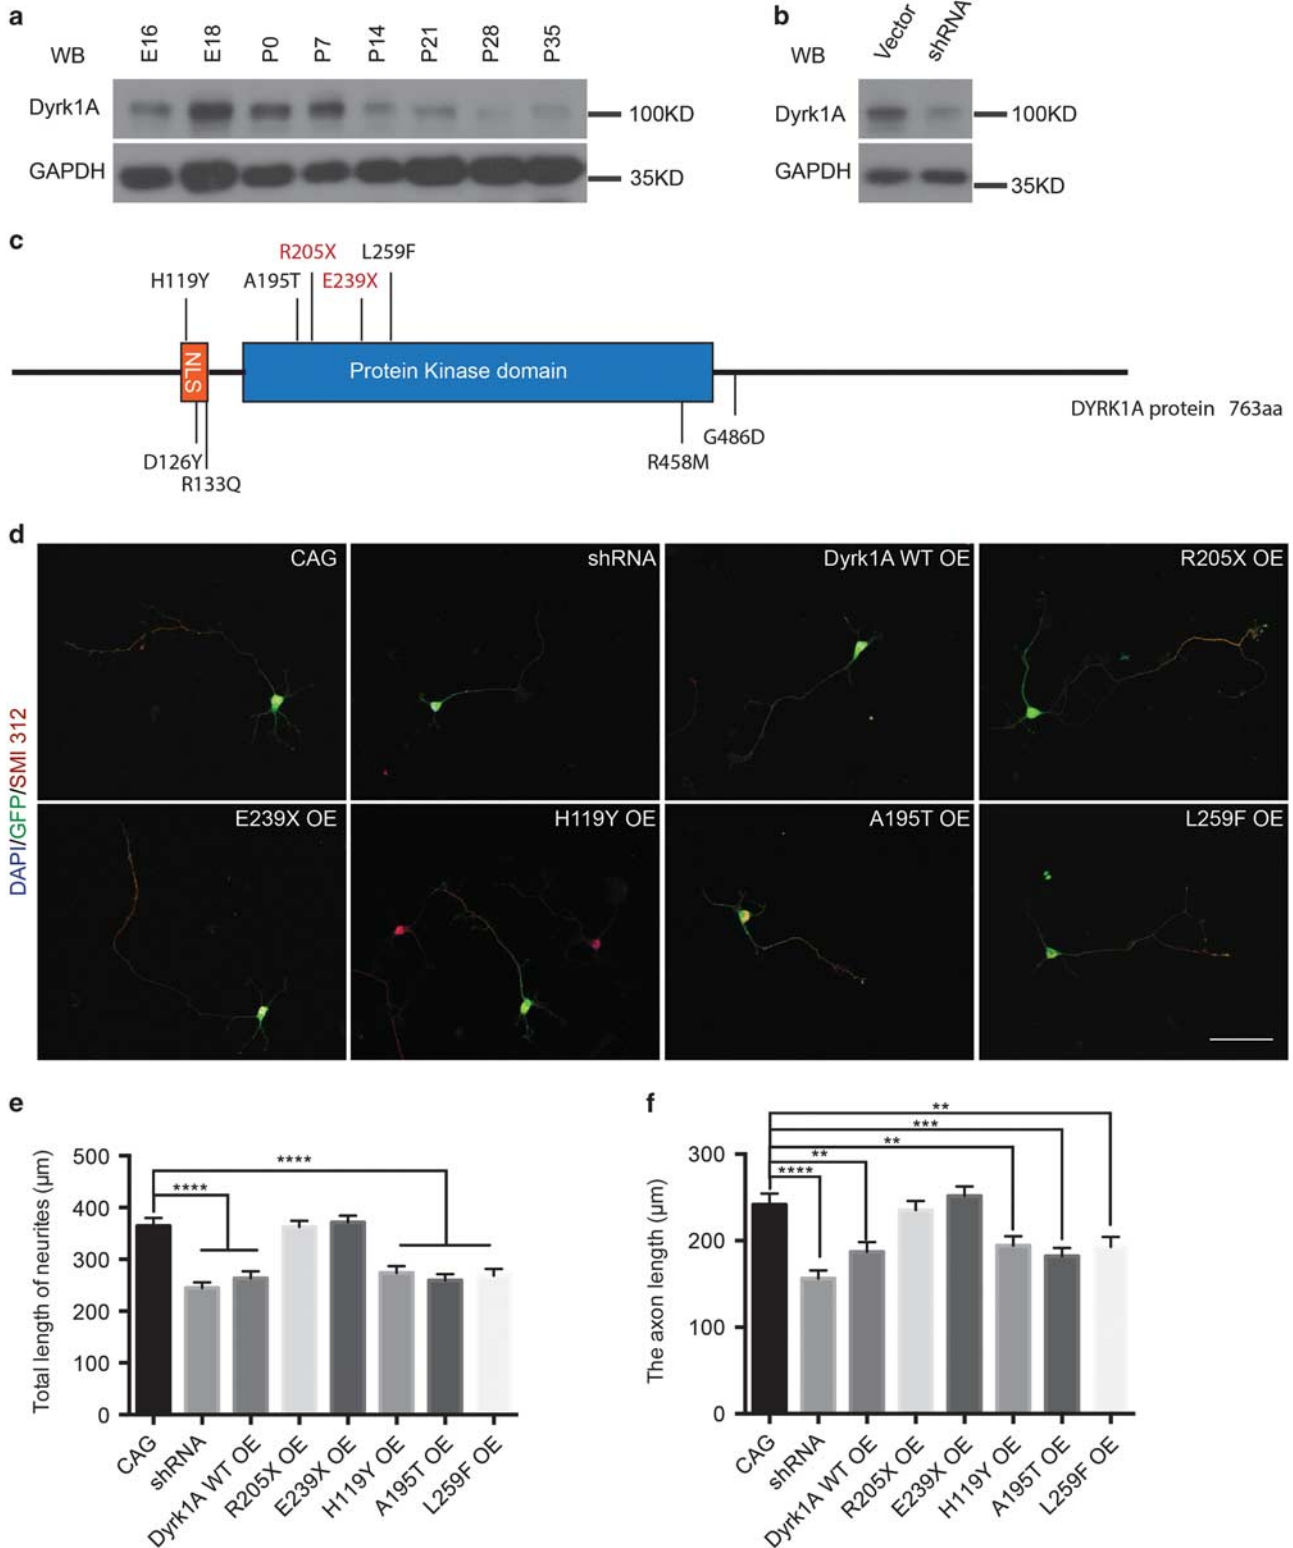 a
WB
E16
E18
P0
P7
P14
P21
P28
P35
Dyrk1A
100KD
GAPDH
35KD
b
WB
Vector
shRNA
Dyrk1A
100KD
GAPDH
35KD
c
R205X
L259F
H119Y
A195T
E239X
NLS
Protein Kinase domain
DYRK1A protein 763aa
G486D
D126Y
R458M
R133Q
d
DAPI/GFP/SMI 312
CAG
shRNA
Dyrk1A WT OE
R205X OE
E239X OE
H119Y OE
A195T OE
L259F OE
e
Total length of neurites (µm)
500
400
300
200
100
0
****
****
CAG
shRNA
Dyrk1A WT OE
R205X OE
E239X OE
H119Y OE
A195T OE
L259F OE
f
The axon length (µm)
300
200
100
0
**
***
**
**
****
CAG
shRNA
Dyrk1A WT OE
R205X OE
E239X OE
H119Y OE
A195T OE
L259F OE